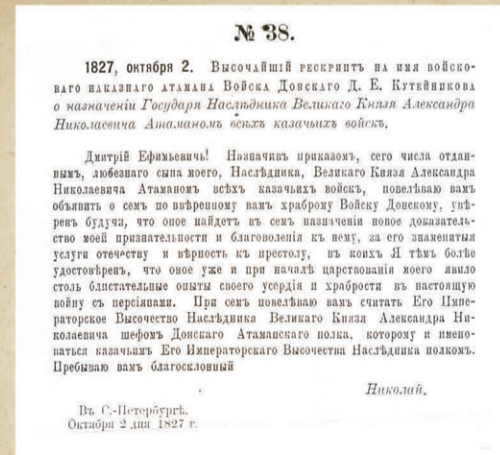 № 38.
1827, октября 2. Высочайшій рескриптъ на имя войско-
ваго наказнаго атамана Войска Донскаго Д. Е. Кутейникова
о назначеніи Государя Наслѣдника Великаго Князя Александра
Николаевича Атаманомъ всѣхъ казачьихъ войскъ.
Дмитрій Ефимьевичъ! Назначивъ приказомъ, сего числа отдан-
нымъ, любезнаго сына моего, Наслѣдника, Великаго Князя Александра
Николаевича Атаманомъ всѣхъ казачьихъ войскъ, повелѣваю вамъ
объявить о семъ по ввѣренному вамъ храброму Войску Донскому, увѣ-
ренъ будучи, что оное найдетъ въ семъ назначеніи новое доказатель-
ство моей признательности и благоволенія къ нему, за его знаменитыя
услуги отечеству и вѣрность къ престолу, въ коихъ Я тѣмъ болѣе
удостовѣренъ, что оное уже и при началѣ царствованія моего явило
столь блистательные опыты своего усердія и храбрости въ настоящую
войну съ персіянами. При семъ повелѣваю вамъ считать Его Импе-
раторское Высочество Наслѣдника Великаго Князя Александра Ни-
колаевича шефомъ Донскаго Атаманскаго полка, которому и имено-
ваться казачьимъ Его Императорскаго Высочества Наслѣдника полкомъ.
Пребываю вамъ благосклонный
Николай.
Въ С.-Петербургѣ.
Октября 2 дня 1827 г.